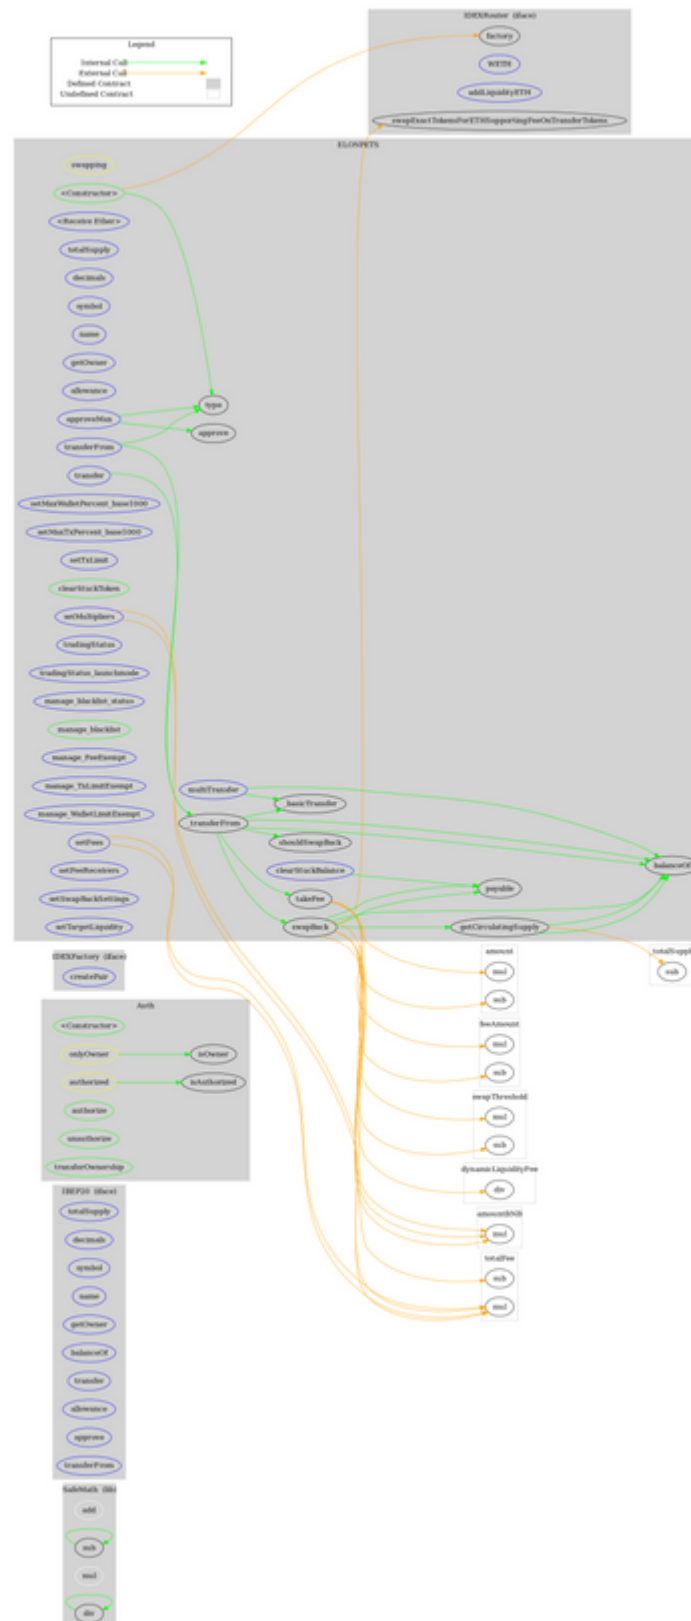 Legend
Internal Call
External Call
Defined Contract
Undefined Contract
IDEXRouter (iface)
factory
WETH
addLiquidityETH
swapExactTokensForETHSupportingFeeOnTransferTokens
ELONPETS
swapping
<Constructor>
<Receive Ether>
totalSupply
decimals
symbol
name
getOwner
allowance
approveMax
transferFrom
transfer
setMaxWalletPercent_base1000
setMaxTxPercent_base1000
setTxLimit
clearStuckToken
setMultipliers
tradingStatus
tradingStatus_launchmode
manage_blacklist_status
manage_blacklist
manage_FeeExempt
manage_TxLimitExempt
manage_WalletLimitExempt
setFees
setFeeReceivers
setSwapBackSettings
setTargetLiquidity
type
approve
multiTransfer
_transferFrom
_basicTransfer
shouldSwapBack
clearStuckBalance
takeFee
swapBack
payable
getCirculatingSupply
balanceOf
IDEXFactory (iface)
createPair
Auth
<Constructor>
onlyOwner
authorized
authorize
unauthorize
transferOwnership
isOwner
isAuthorized
IBEP20 (iface)
totalSupply
decimals
symbol
name
getOwner
balanceOf
transfer
allowance
approve
transferFrom
SafeMath (lib)
add
sub
mul
div
amount
mul
sub
feeAmount
mul
sub
swapThreshold
mul
sub
dynamicLiquidityFee
div
amountBNB
mul
totalFee
sub
mul
sub